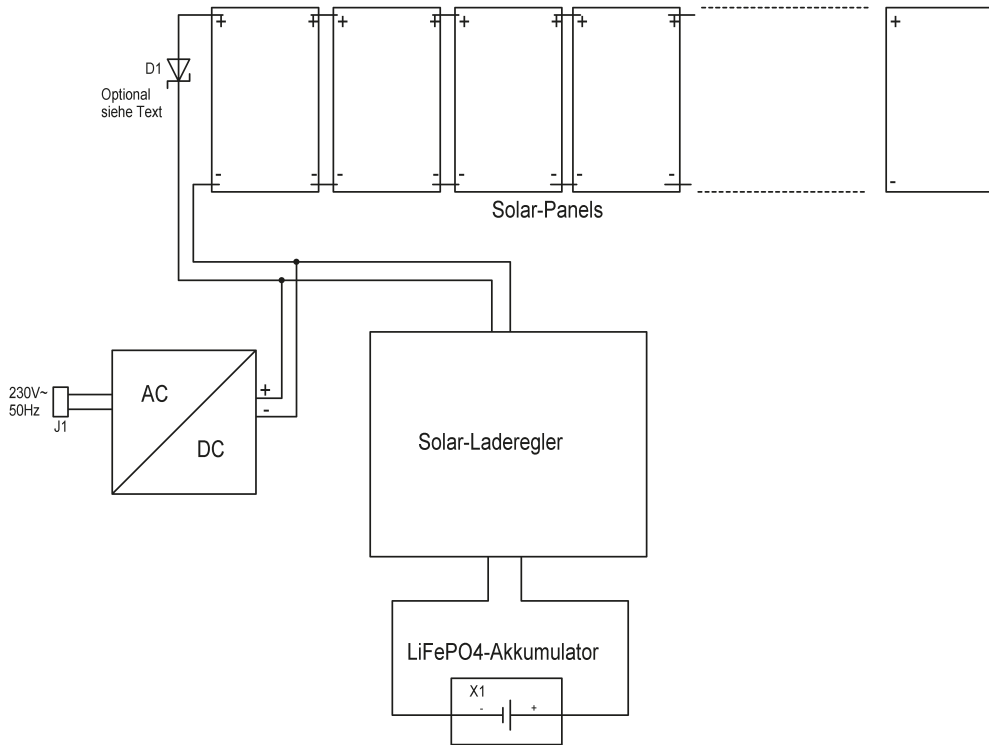 + + + + + + + + +
D1
Optional
siehe Text
- - - - - - - - -
Solar-Panels
230V~
50Hz
J1
AC
DC
+
-
Solar-Laderegler
LiFePO4-Akkumulator
X1
- +